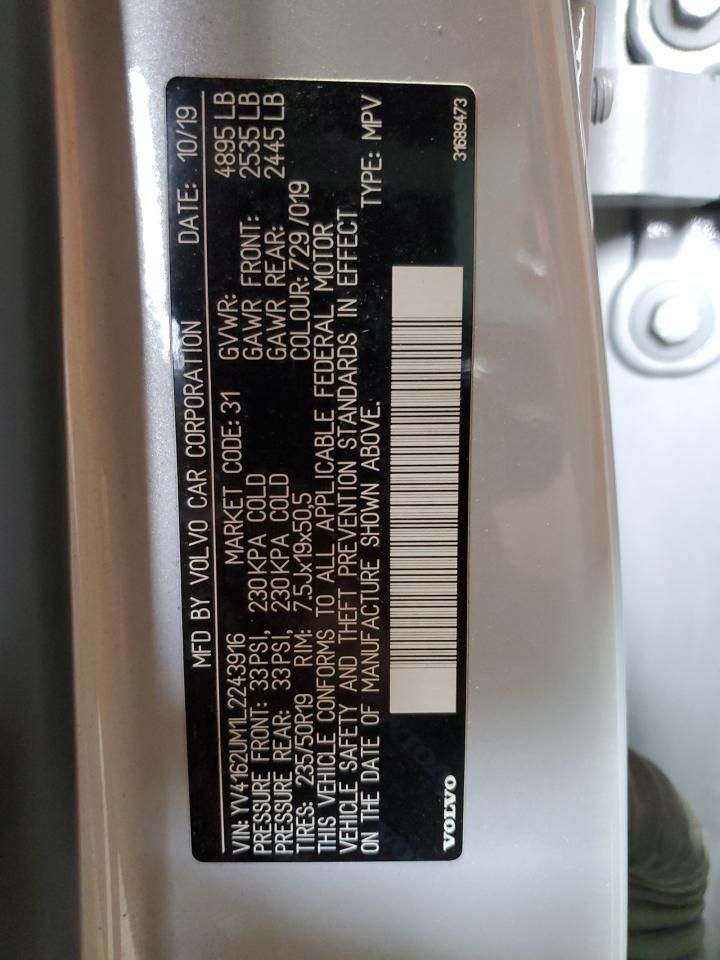 MFD BY VOLVO CAR CORPORATION DATE: 10/19
VIN: YV4162UM1L2243916 MARKET CODE: 31 GVWR: 4895 LB
PRESSURE FRONT: 33PSI, 230KPA COLD GAWR FRONT: 2535 LB
PRESSURE REAR: 33PSI, 230KPA COLD GAWR REAR: 2445 LB
TIRES: 235/50R19 RIM: 7.5Jx19x50,5 COLOUR: 729 /019
THIS VEHICLE CONFORMS TO ALL APPLICABLE FEDERAL MOTOR
VEHICLE SAFETY AND THEFT PREVENTION STANDARDS IN EFFECT
ON THE DATE OF MANUFACTURE SHOWN ABOVE. TYPE: MPV
VOLVO 31689473